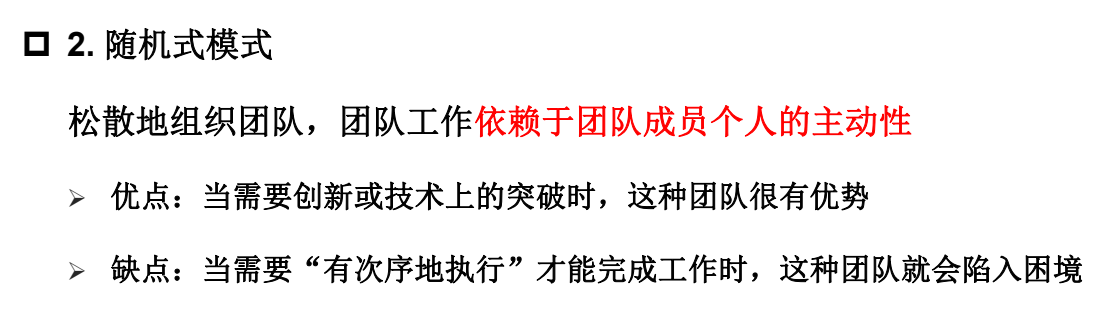 2. 随机式模式
松散地组织团队，团队工作依赖于团队成员个人的主动性
优点：当需要创新或技术上的突破时，这种团队很有优势
缺点：当需要“有次序地执行”才能完成工作时，这种团队就会陷入困境